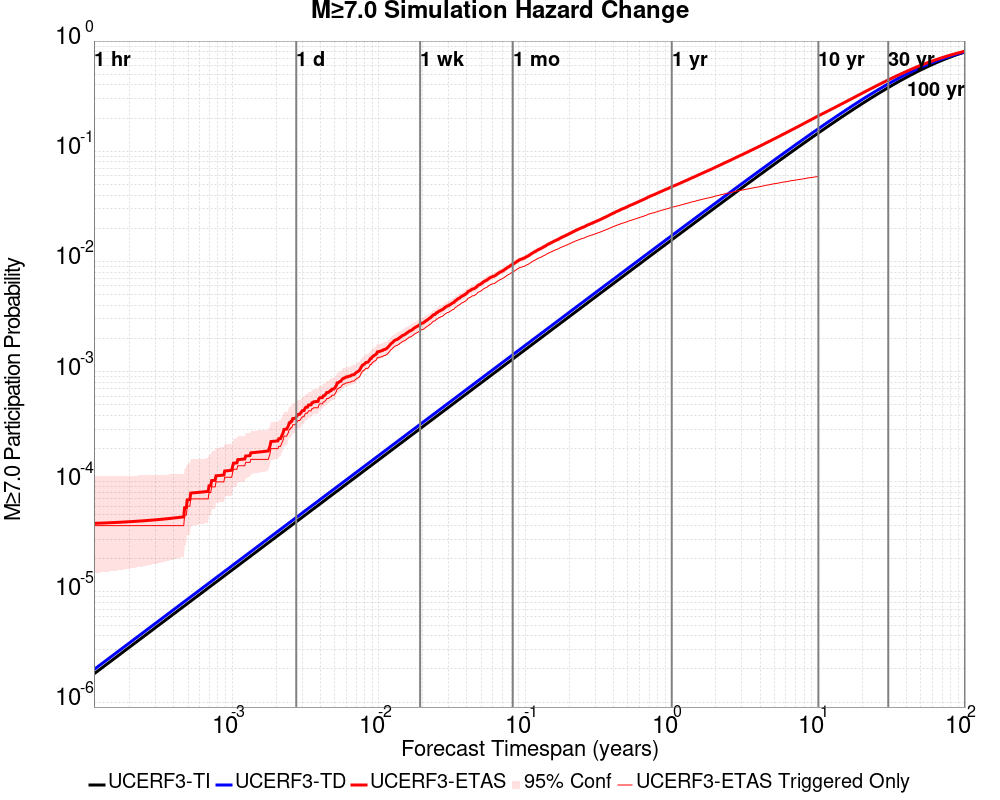 M≥7.0 Simulation Hazard Change
10^0
1 hr
1 d
1 wk
1 mo
1 yr
10 yr
30 yr
100 yr
10^-1
10^-2
10^-3
10^-4
10^-5
10^-6
M≥7.0 Participation Probability
10^-3
10^-2
10^-1
10^0
10^1
10^2
Forecast Timespan (years)
UCERF3-TI UCERF3-TD UCERF3-ETAS 95% Conf UCERF3-ETAS Triggered Only